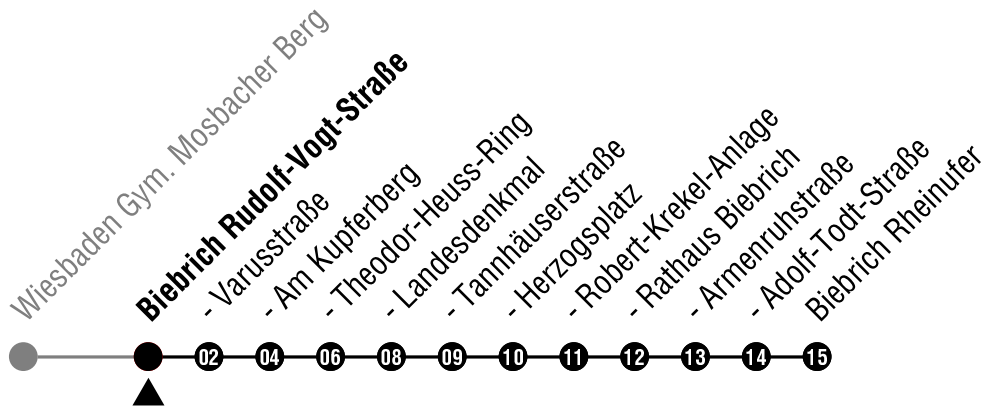 Wiesbaden Gym. Mosbacher Berg
Biebrich Rudolf-Vogt-Straße
- Varusstraße
- Am Kupferberg
- Theodor-Heuss-Ring
- Landesdenkmal
- Tannhäuserstraße
- Herzogsplatz
- Robert-Krekel-Anlage
- Rathaus Biebrich
- Armenruhstraße
- Adolf-Todt-Straße
Biebrich Rheinufer
02 04 06 08 09 10 11 12 13 14 15